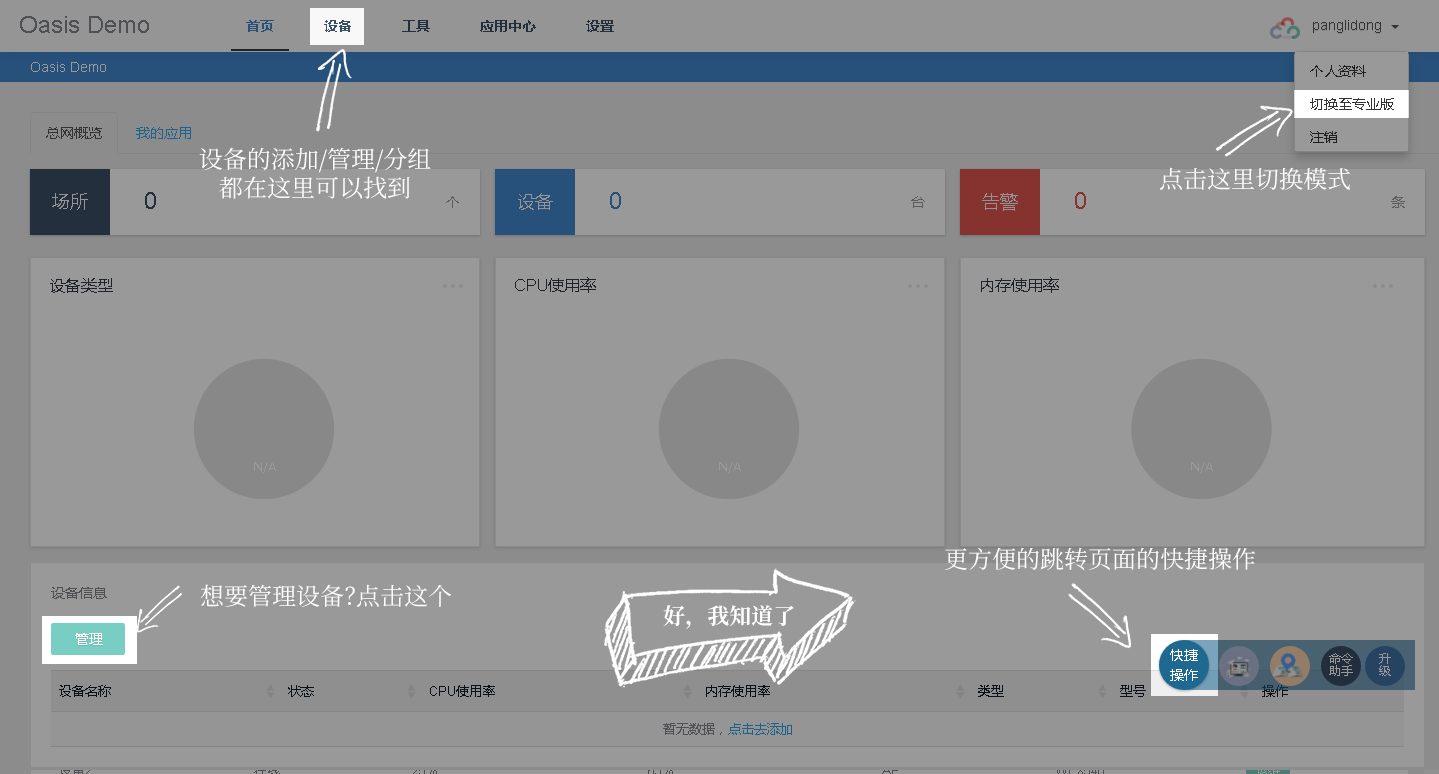 Oasis Demo
首页 设备 工具 应用中心 设置
panglidong
Oasis Demo
个人资料
切换至专业版
注销
总网概览 我的应用
设备的添加/管理/分组
都在这里可以找到
点击这里切换模式
场所 0 个
设备 0 台
告警 0 条
设备类型
CPU使用率
内存使用率
N/A
N/A
N/A
更方便的跳转页面的快捷操作
设备信息
想要管理设备?点击这个
好，我知道了
管理
快捷
操作
命令
助手
升
级
设备名称 状态 CPU使用率 内存使用率 类型 型号 操作
暂无数据，点击去添加